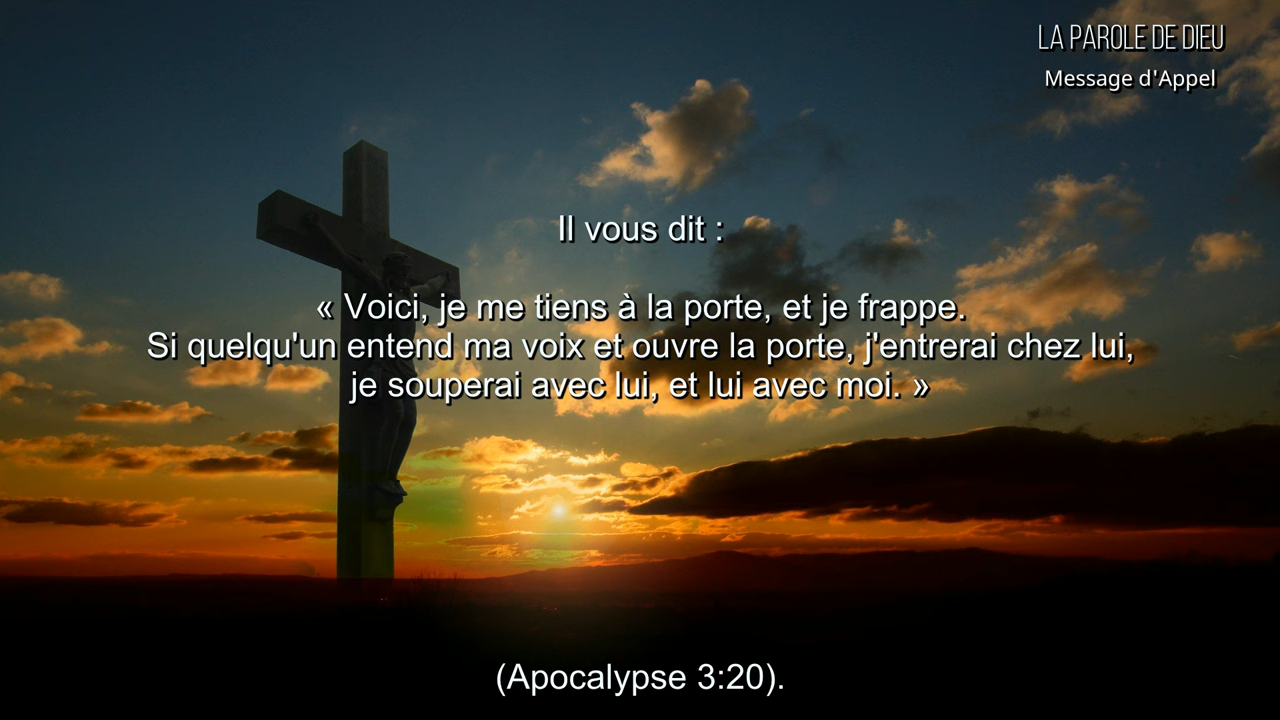 LA PAROLE DE DIEU
Message d'Appel
Il vous dit :
« Voici, je me tiens à la porte, et je frappe.
Si quelqu'un entend ma voix et ouvre la porte, j'entrerai chez lui,
je souperai avec lui, et lui avec moi. »
(Apocalypse 3:20).